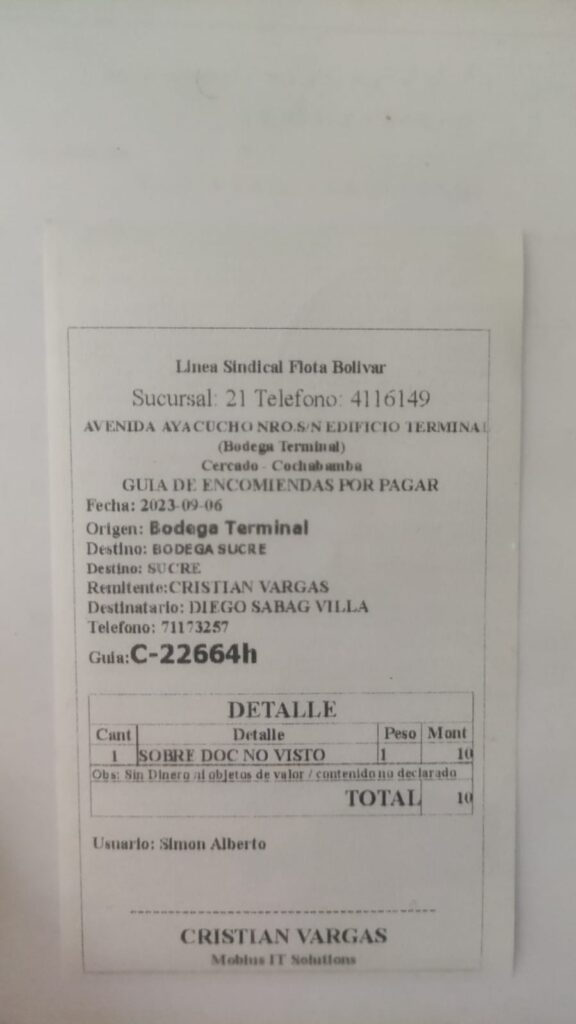 Linea Sindical Flota Bolivar
Sucursal: 21 Telefono: 4116149
AVENIDA AYACUCHO NRO.S/N EDIFICIO TERMINAL
(Bodega Terminal)
Cercado - Cochabamba
GUIA DE ENCOMIENDAS POR PAGAR
Fecha: 2023-09-06
Origen: Bodega Terminal
Destino: BODEGA SUCRE
Destino: SUCRE
Remitente:CRISTIAN VARGAS
Destinatario: DIEGO SABAG VILLA
Telefono: 71173257
Guia:C-22664h
DETALLE
Cant Detalle Peso Mont
1 SOBRE DOC NO VISTO 1 10
Obs: Sin Dinero ni objetos de valor / contenido no declarado
TOTAL 10
Usuario: Simon Alberto
CRISTIAN VARGAS
Mobius IT Solutions